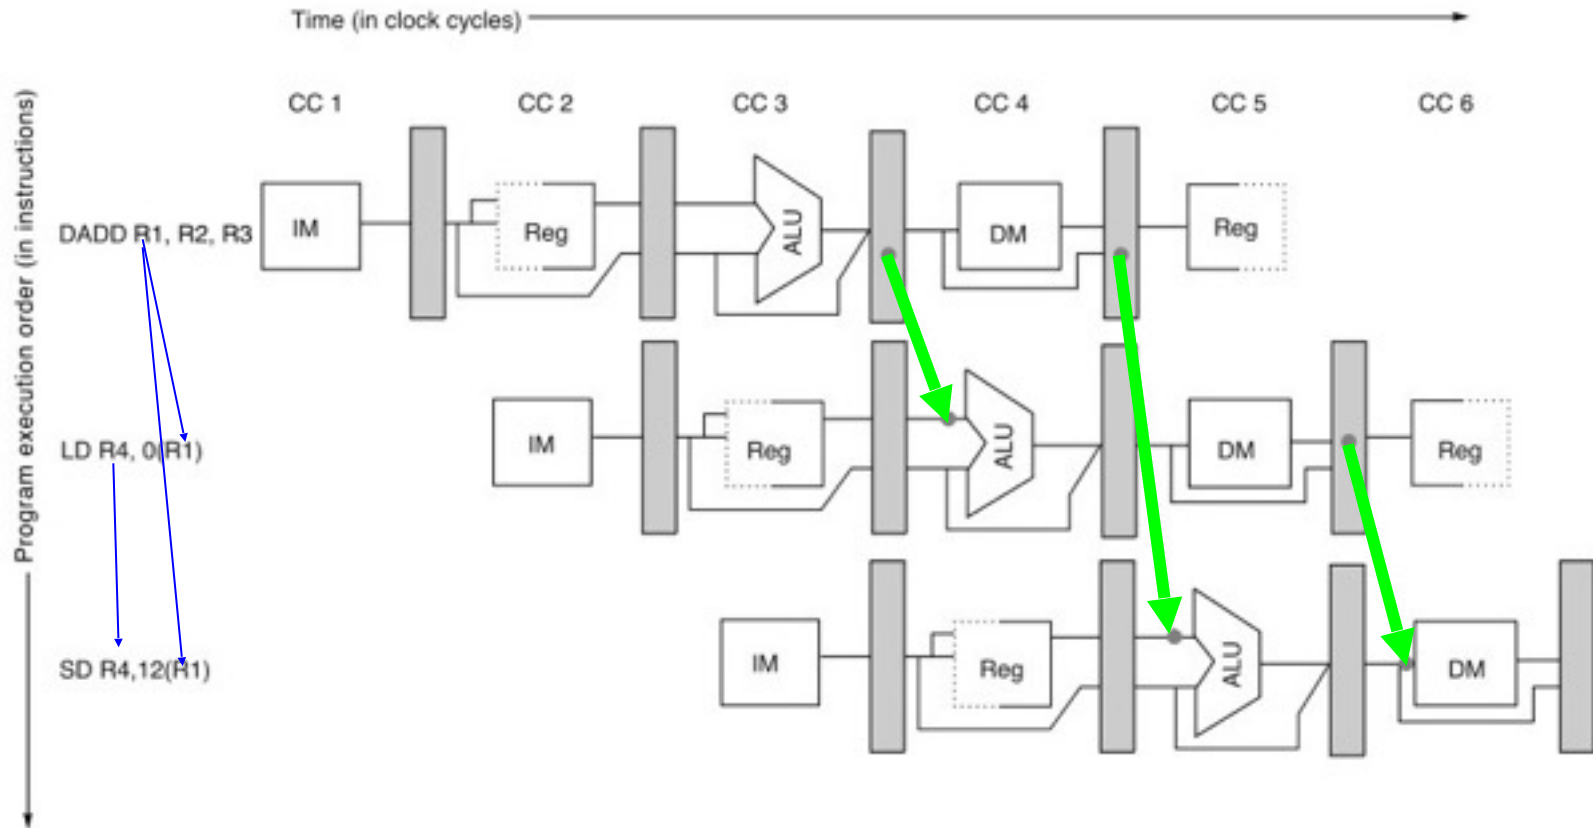 Time (in clock cycles)
CC 1 CC 2 CC 3 CC 4 CC 5 CC 6
Program execution order (in instructions)
DADD R1, R2, R3 IM Reg ALU DM Reg
LD R4, 0(R1) IM Reg ALU DM Reg
SD R4,12(R1) IM Reg ALU DM